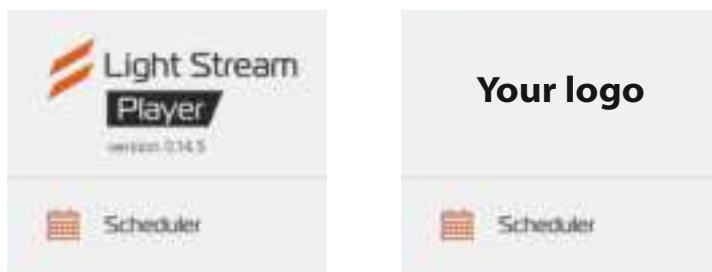 Light Stream
Player
version 0.14.5
Scheduler
Your logo
Scheduler